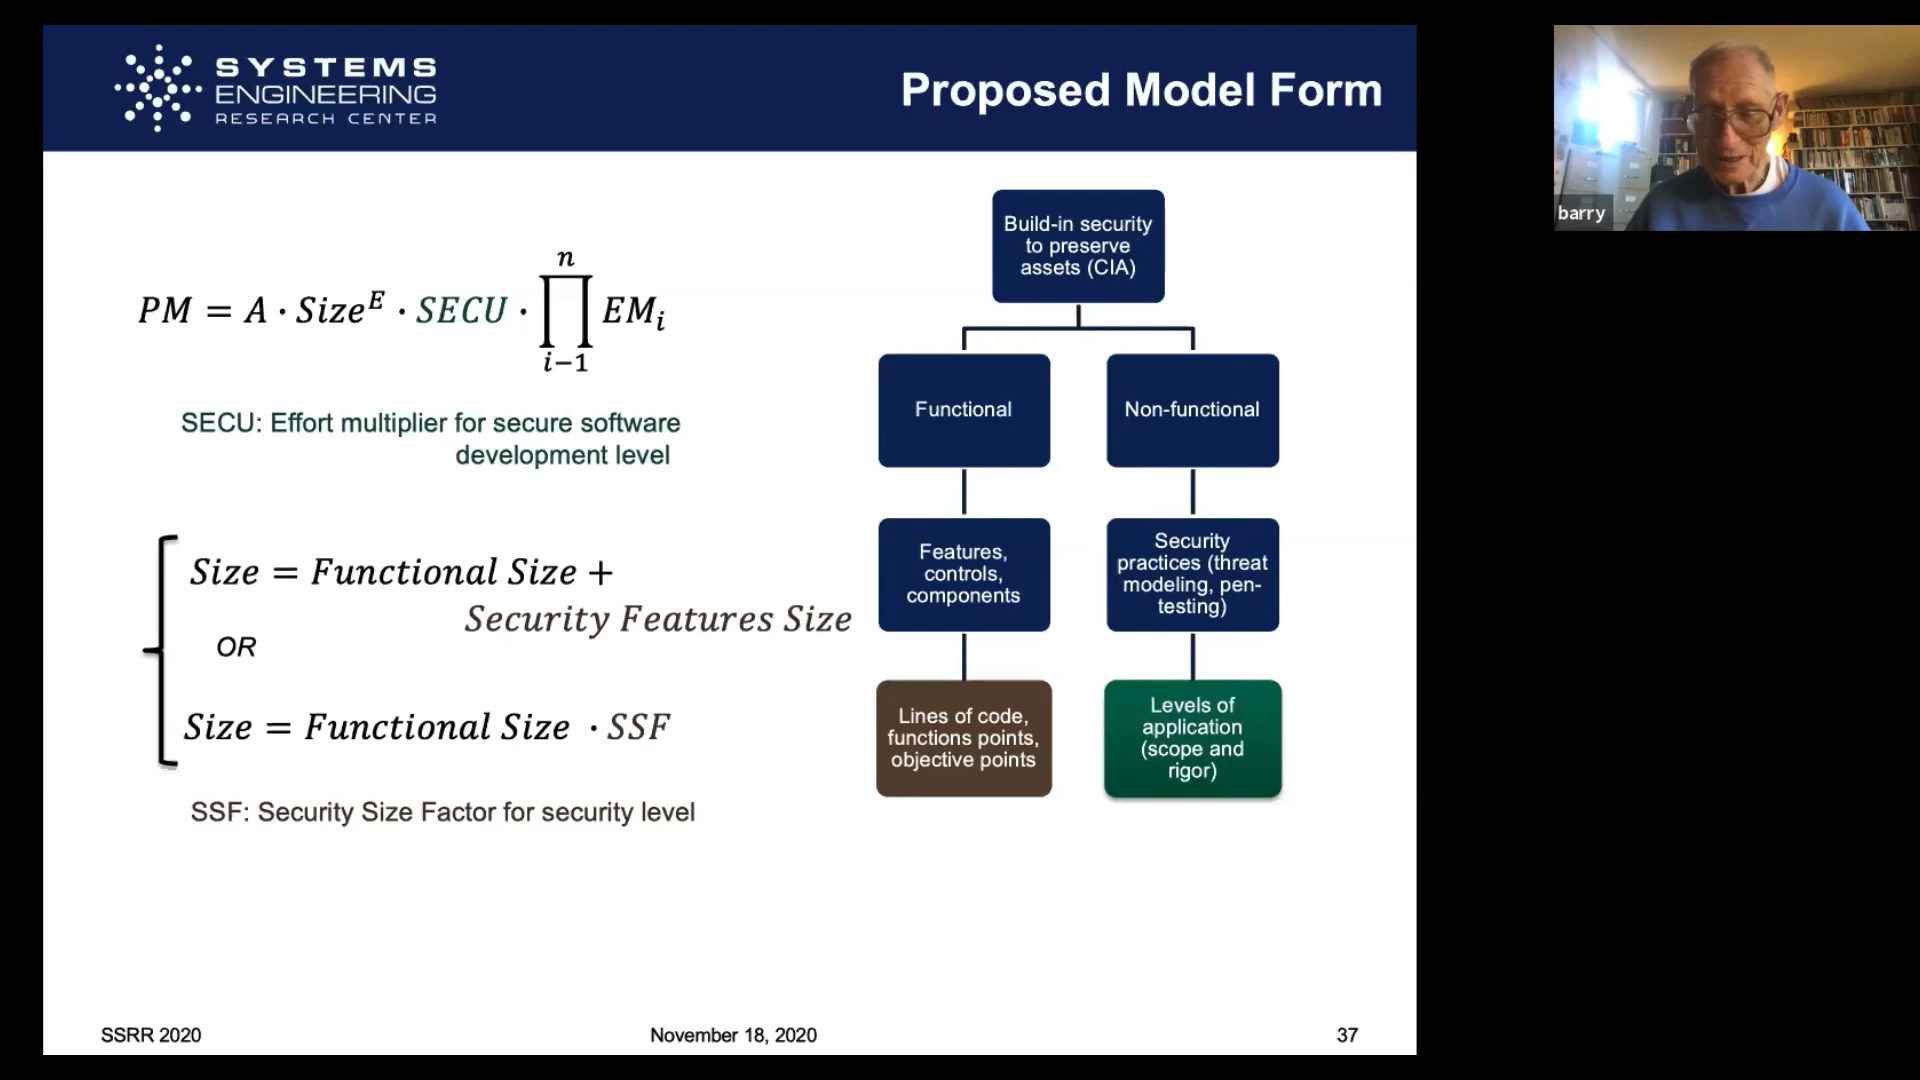 SYSTEMS
ENGINEERING
RESEARCH CENTER
Proposed Model Form
PM = A · Size^E · SECU · ∏ EMᵢ
n
i−1
SECU: Effort multiplier for secure software
development level
Size = Functional Size +
Security Features Size
OR
Size = Functional Size · SSF
SSF: Security Size Factor for security level
Build-in security
to preserve
assets (CIA)
Functional
Non-functional
Features,
controls,
components
Security
practices (threat
modeling, pen-
testing)
Lines of code,
functions points,
objective points
Levels of
application
(scope and
rigor)
SSRR 2020
November 18, 2020
37
barry